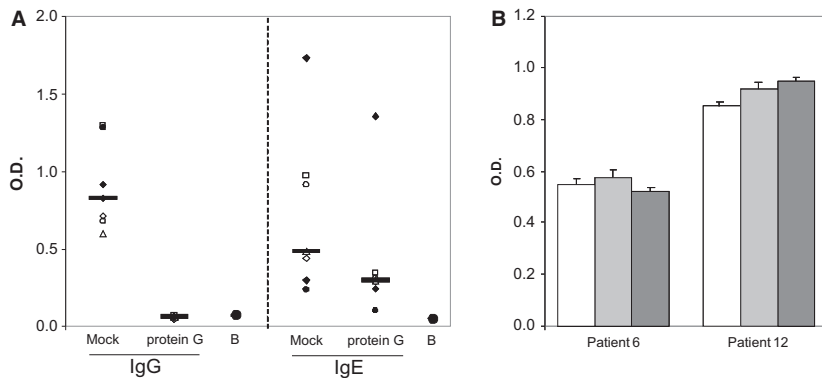 A
O.D.
2.0
1.5
1.0
0.5
0.0
Mock protein G B Mock protein G B
IgG IgE
B
O.D.
1.2
1.0
0.8
0.6
0.4
0.2
0.0
Patient 6 Patient 12